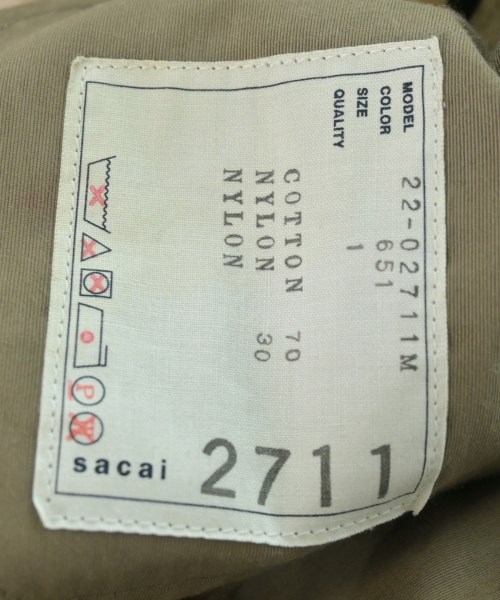 MODEL 22-02711M
COLOR 651
SIZE 1
QUALITY
COTTON 70
NYLON 30
NYLON
P
W
sacai
2711